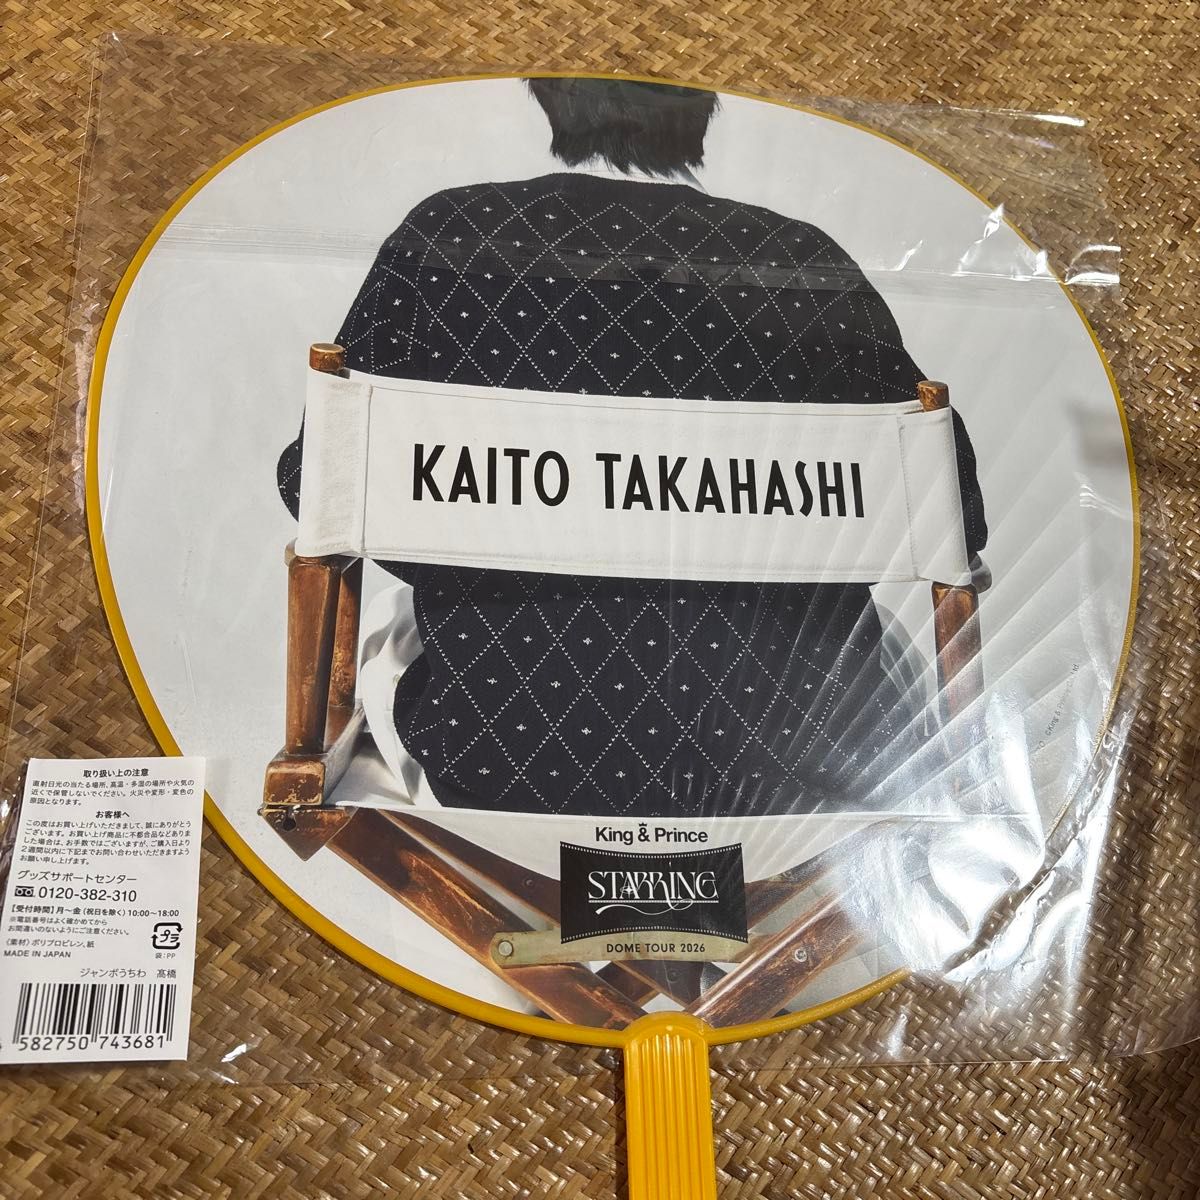 KAITO TAKAHASHI
King & Prince
STARRING
DOME TOUR 2026
©King & Prince
取り扱い上の注意
直射日光の当たる場所、高温・多湿の場所や火気の
近くで保管しないでください。火災や変形・変色の
原因となります。
お客様へ
この度はお買い上げいただきまして、誠にありがとう
ございます。お買い上げ商品に不都合品などありま
した場合は、お手数ではございますが、ご購入日より
2週間以内に下記までお問い合わせいただきますよう
お願い申し上げます。
グッズサポートセンター
0120-382-310
【受付時間】月～金(祝日を除く)10:00～18:00
※電話番号はよく確かめてから
お間違いのないようにご注意ください。
《素材》ポリプロピレン、紙
MADE IN JAPAN
プラ
袋:PP
ジャンボうちわ 髙橋
582750 743681